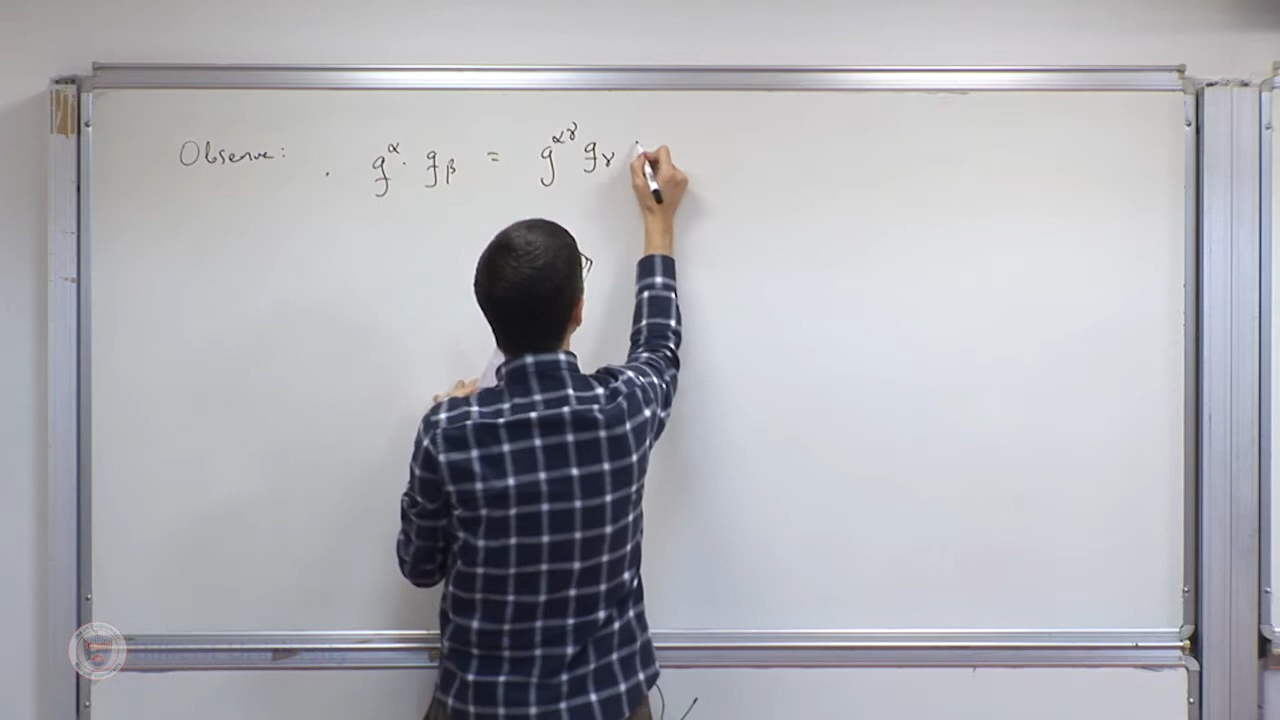 Observe: · g^α · g_β = g^{αγ} g_γ